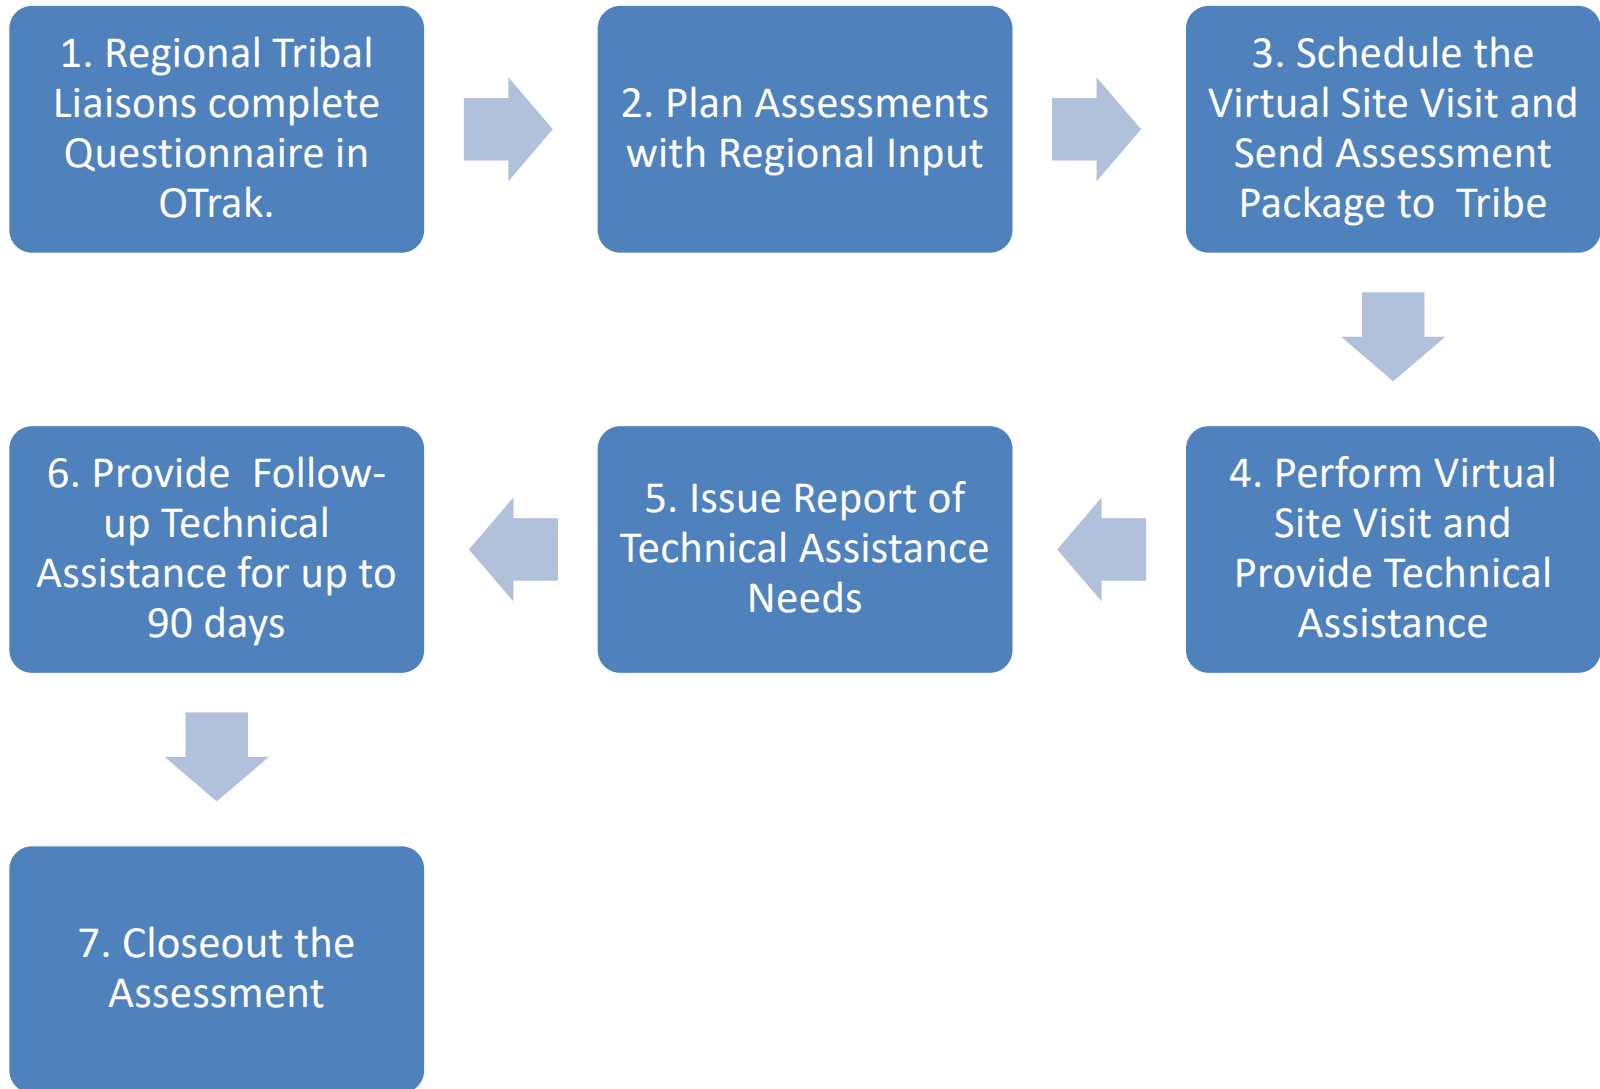 1. Regional Tribal
Liaisons complete
Questionnaire in
OTrak.
2. Plan Assessments
with Regional Input
3. Schedule the
Virtual Site Visit and
Send Assessment
Package to  Tribe
4. Perform Virtual
Site Visit and
Provide Technical
Assistance
5. Issue Report of
Technical Assistance
Needs
6. Provide  Follow-
up Technical
Assistance for up to
90 days
7. Closeout the
Assessment